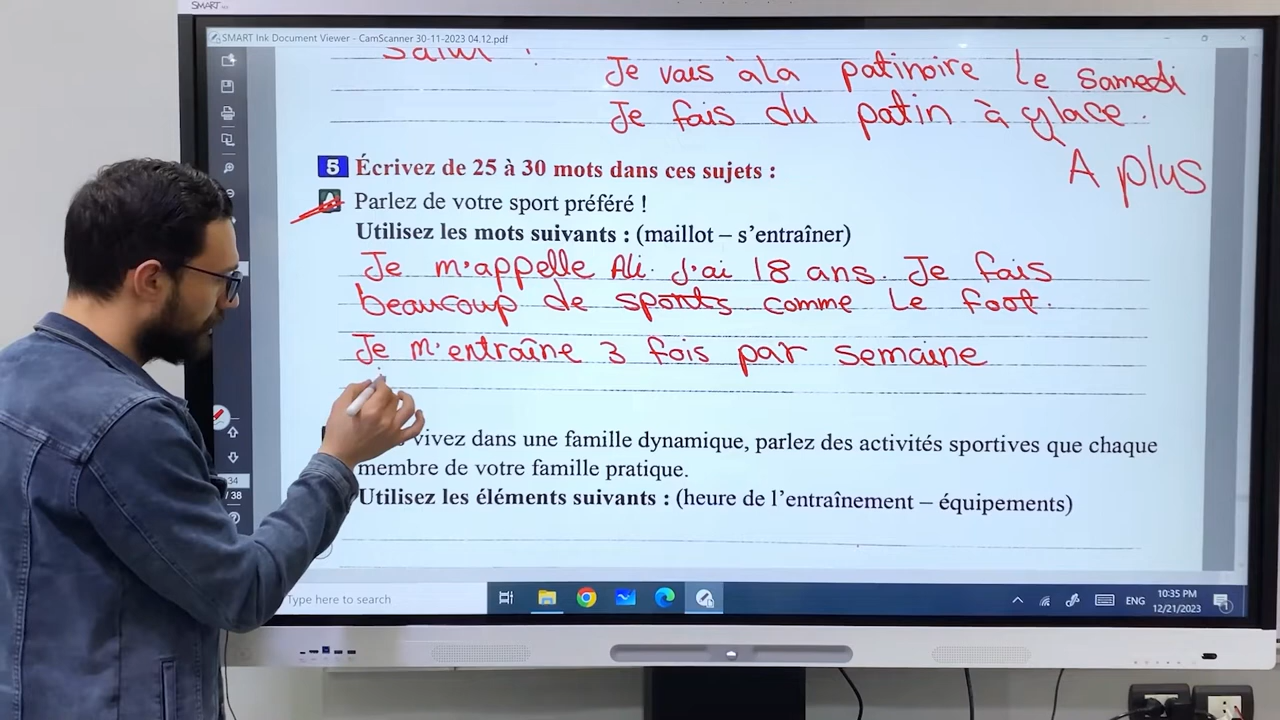 SMART
SMART Ink Document Viewer - CamScanner 30-11-2023 04.12.pdf
Salut !
Je vais à la patinoire le samedi
Je fais du patin à glace.
A plus
5 Écrivez de 25 à 30 mots dans ces sujets :
A Parlez de votre sport préféré !
Utilisez les mots suivants : (maillot – s’entraîner)
Je m'appelle Ali. J'ai 18 ans. Je fais
beaucoup de sports comme le foot.
Je m'entraîne 3 fois par semaine
vivez dans une famille dynamique, parlez des activités sportives que chaque
membre de votre famille pratique.
Utilisez les éléments suivants : (heure de l’entraînement – équipements)
34
/ 38
Type here to search
ENG
10:35 PM
12/21/2023
1